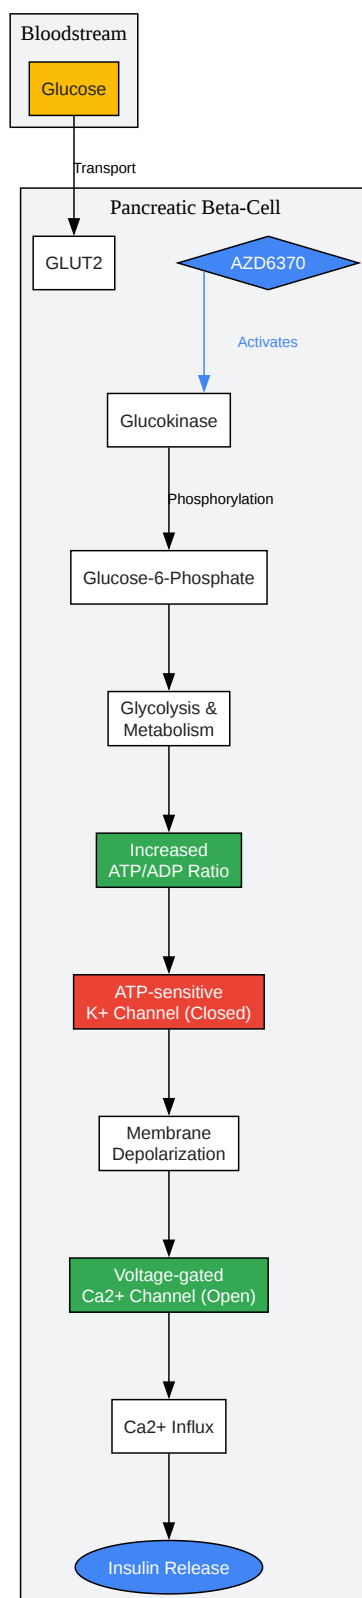 Bloodstream
Glucose
Transport
Pancreatic Beta-Cell
GLUT2
AZD6370
Activates
Glucokinase
Phosphorylation
Glucose-6-Phosphate
Glycolysis &
Metabolism
Increased
ATP/ADP Ratio
ATP-sensitive
K+ Channel (Closed)
Membrane
Depolarization
Voltage-gated
Ca2+ Channel (Open)
Ca2+ Influx
Insulin Release